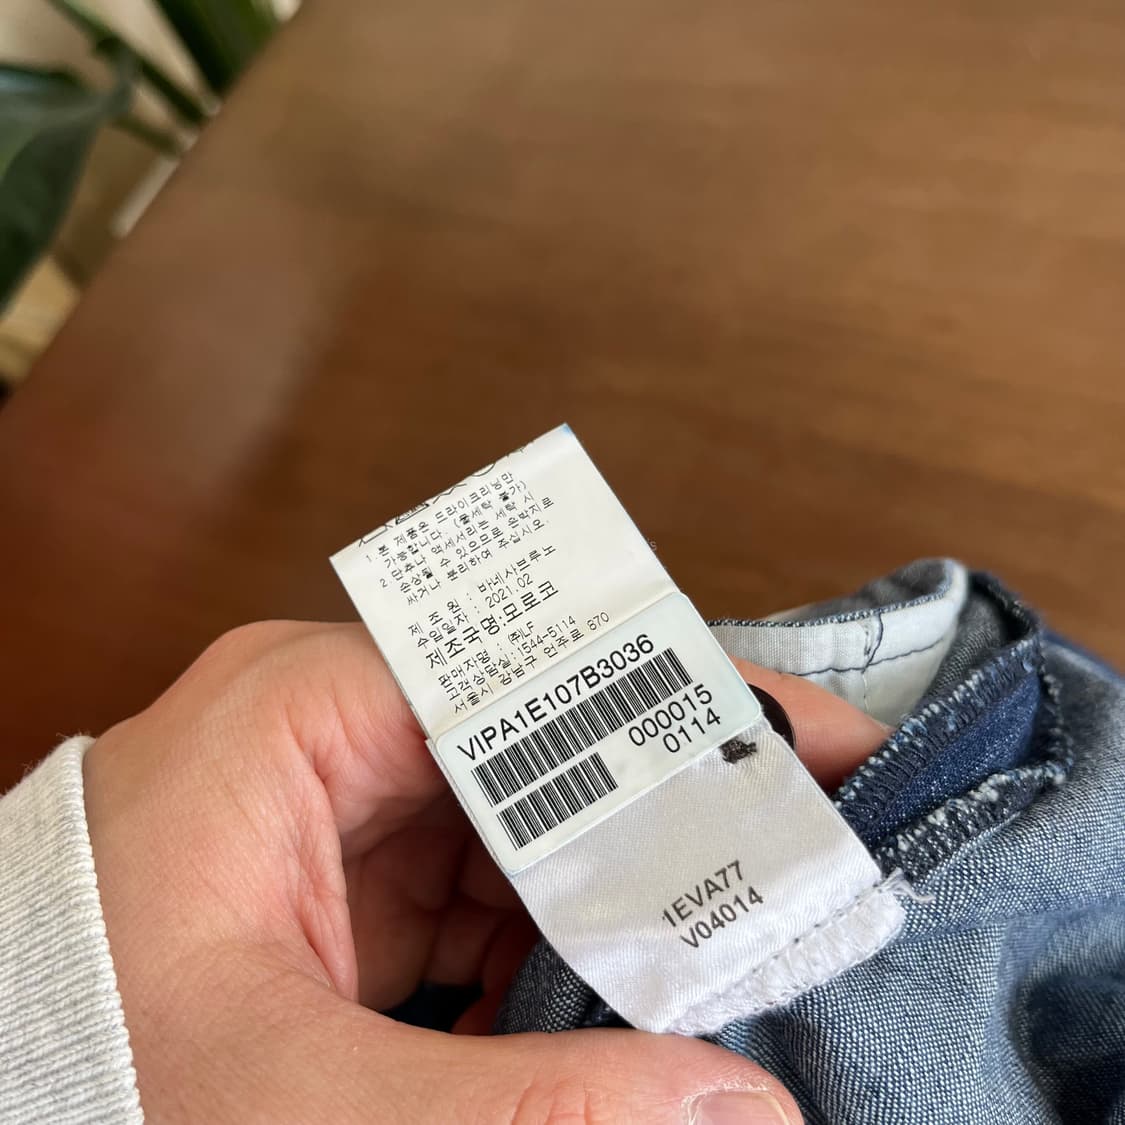 1. 본 제품은 드라이크리닝만
가능합니다. (물세탁 불가)
2 단추나 액세서리는 세탁 시
손상될 수 있으므로 은박지로
싸거나 분리하여 주십시오.
제 조 원 : 바네사브루노
수입일자 : 2021.02
제조국 명:모로코
판매자명 : ㈜LF
고객상담실:1544-5114
서울시 강남구 언주로 870
VIPA1E107B3036
000015
0114
1EVA77
V04014